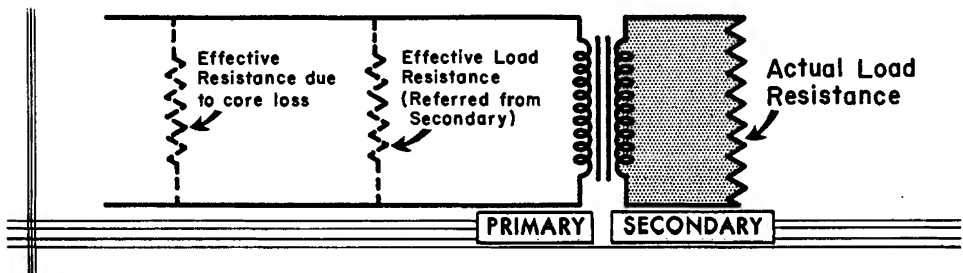 Effective
Resistance due
to core loss
Effective Load
Resistance
(Referred from
Secondary)
Actual Load
Resistance
PRIMARY
SECONDARY